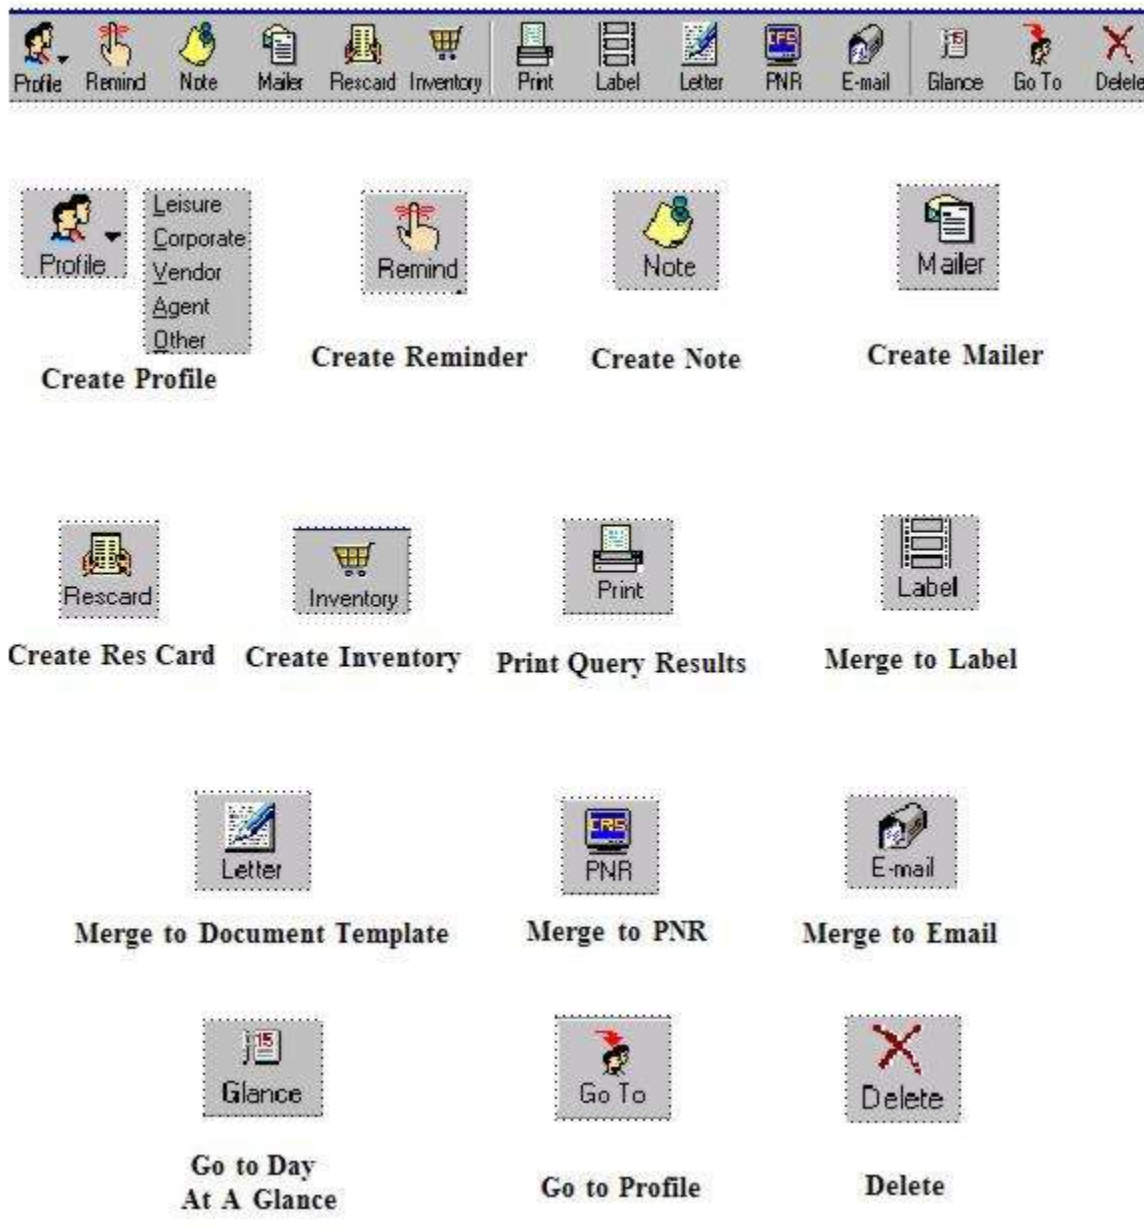 Profile Remind Note Mailer Rescard Inventory Print Label Letter PNR E-mail Glance Go To Delete
Leisure
Corporate
Vendor
Agent
Other
Profile
Remind
Note
Mailer
Create Profile
Create Reminder
Create Note
Create Mailer
Rescard
Inventory
Print
Label
Create Res Card
Create Inventory
Print Query Results
Merge to Label
Letter
CRS
PNR
E-mail
Merge to Document Template
Merge to PNR
Merge to Email
15
Glance
Go To
Delete
Go to Day
At A Glance
Go to Profile
Delete